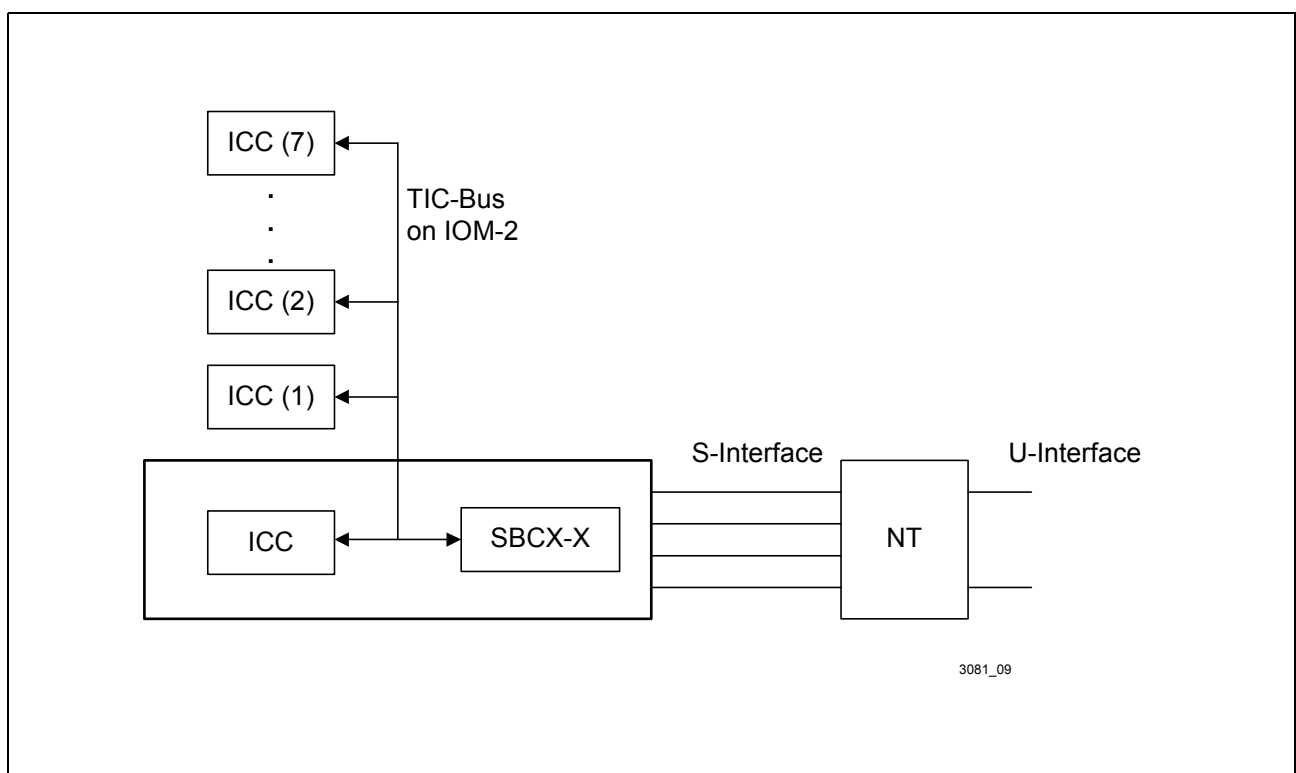 ICC (7)
.
.
.
TIC-Bus
on IOM-2
ICC (2)
ICC (1)
S-Interface
U-Interface
ICC
SBCX-X
NT
3081_09